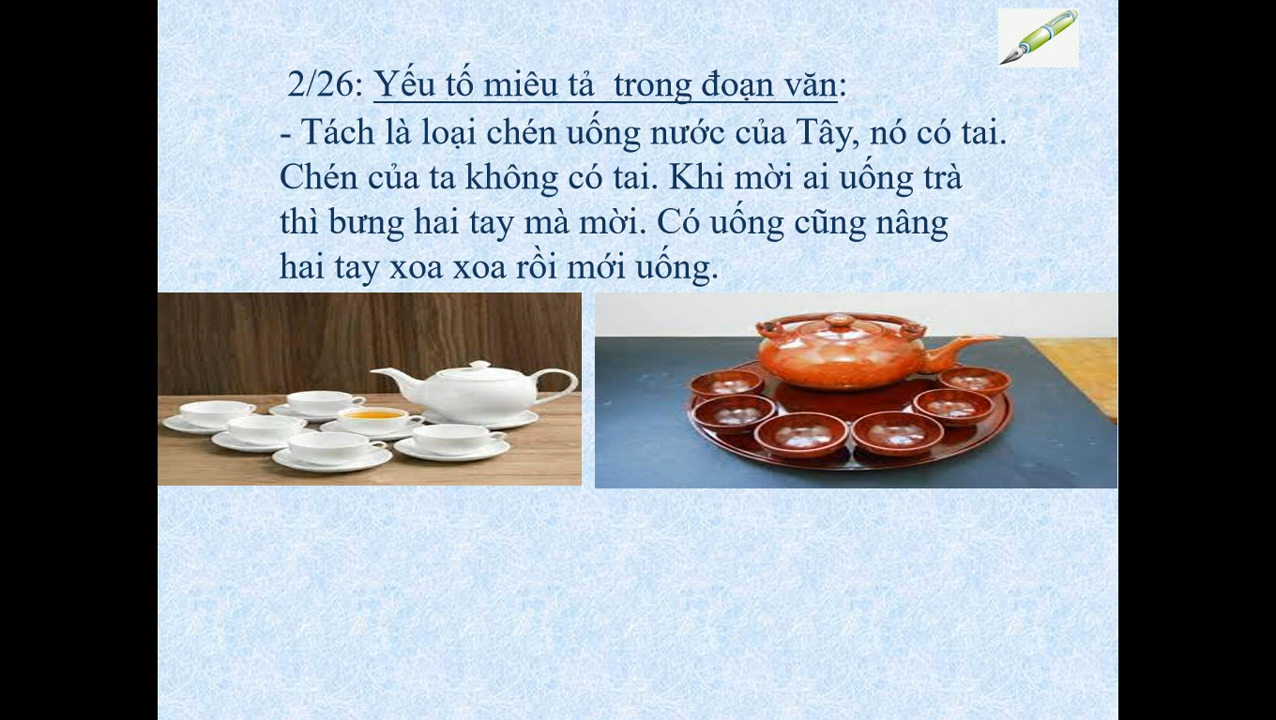 2/26: Yếu tố miêu tả trong đoạn văn:
- Tách là loại chén uống nước của Tây, nó có tai.
Chén của ta không có tai. Khi mời ai uống trà
thì bưng hai tay mà mời. Có uống cũng nâng
hai tay xoa xoa rồi mới uống.